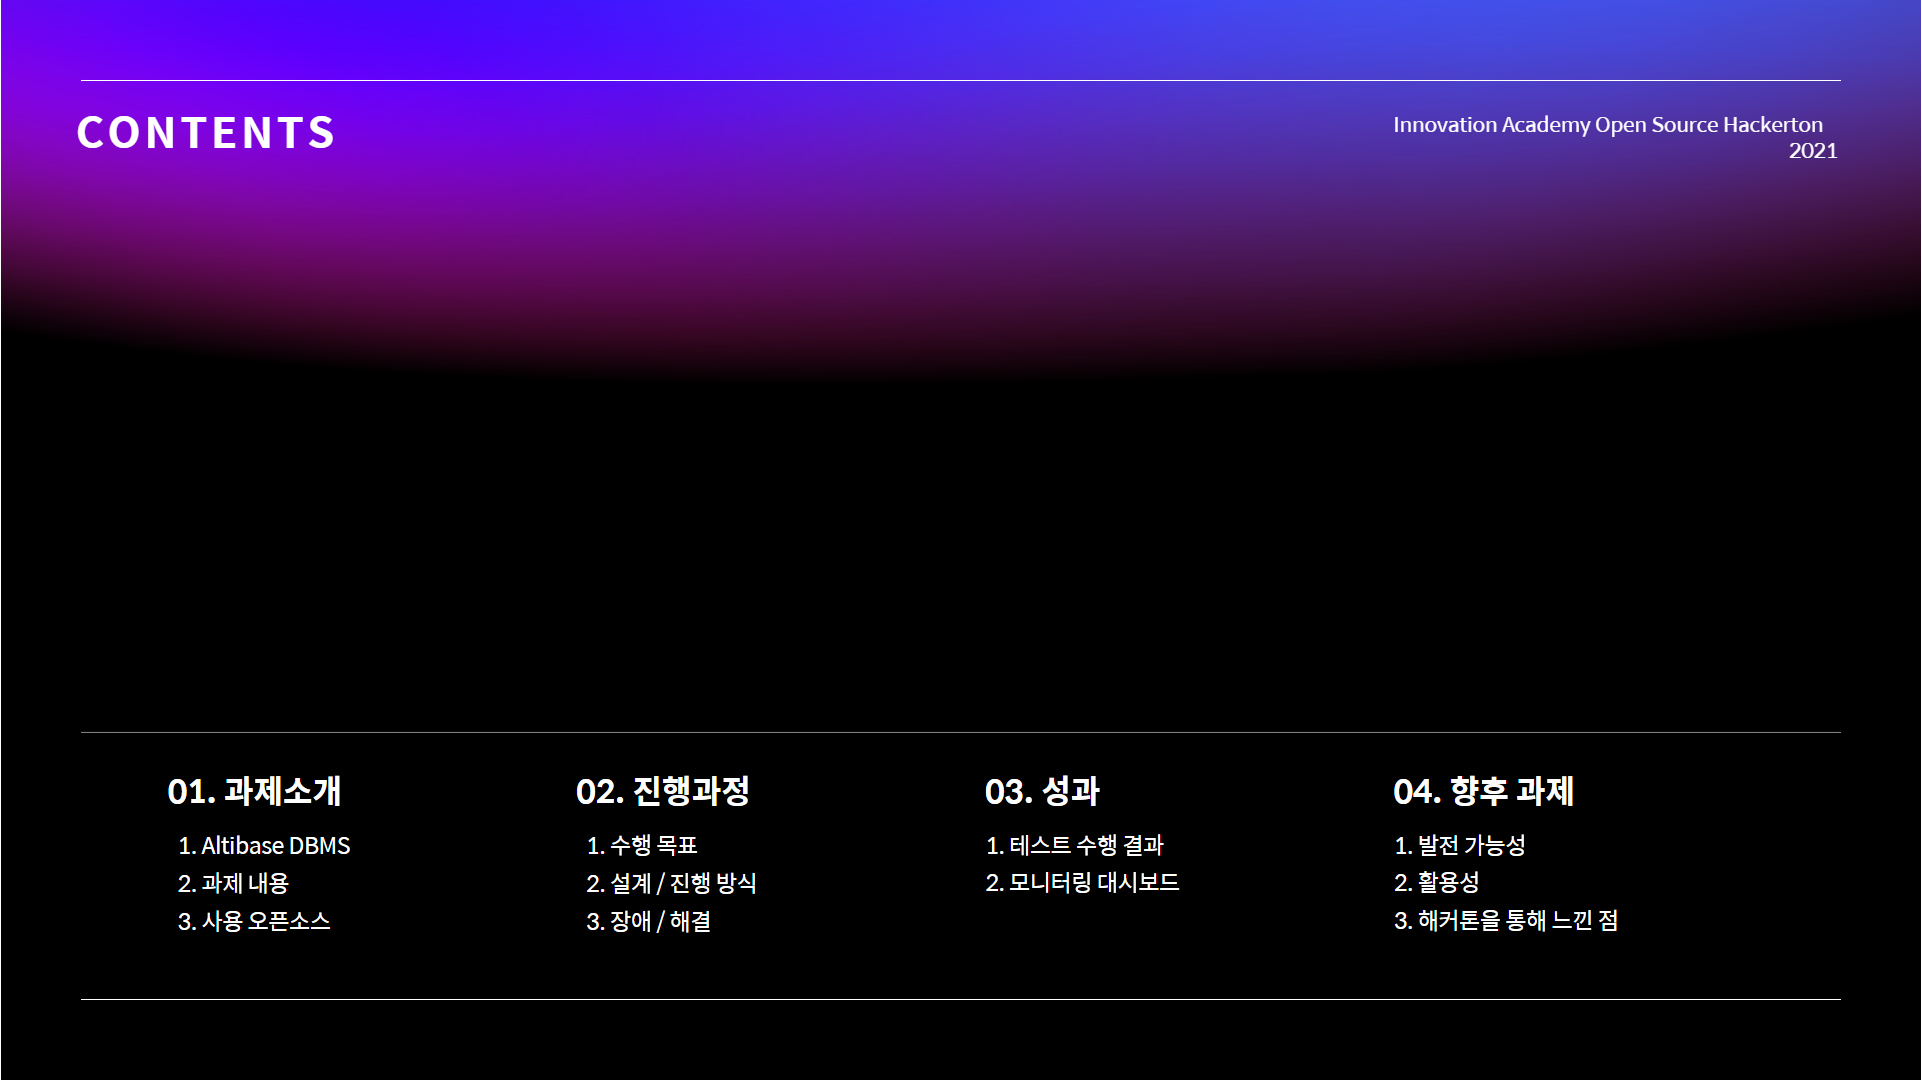 CONTENTS
Innovation Academy Open Source Hackerton
2021
01. 과제소개
1. Altibase DBMS
2. 과제 내용
3. 사용 오픈소스
02. 진행과정
1. 수행 목표
2. 설계 / 진행 방식
3. 장애 / 해결
03. 성과
1. 테스트 수행 결과
2. 모니터링 대시보드
04. 향후 과제
1. 발전 가능성
2. 활용성
3. 해커톤을 통해 느낀 점